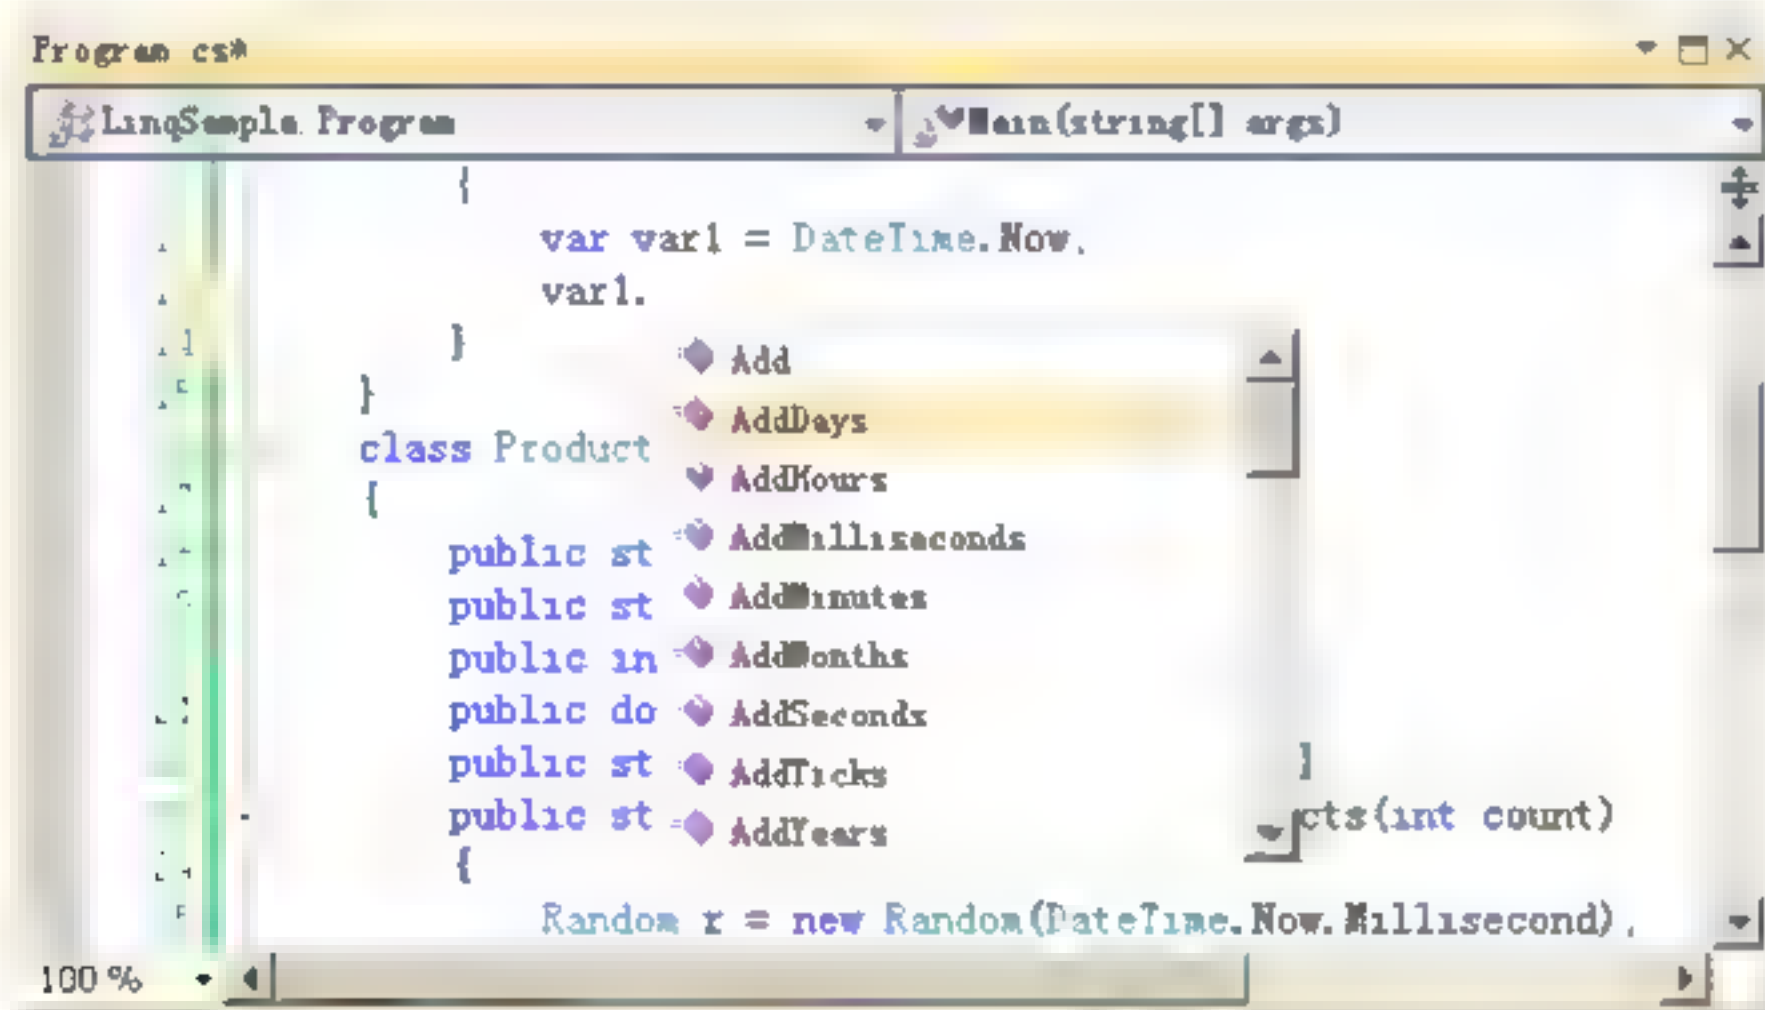 Program.cs*
LinqSample.Program Main(string[] args)
{
var var1 = DateTime.Now;
var1.
}
Add
}
AddDays
class Product
AddHours
{
public st
AddMilliseconds
public st
AddMinutes
public in
AddMonths
public do
AddSeconds
public st
AddTicks
]
public st
AddYears
cts(int count)
{
Random r = new Random(DateTime.Now.Millisecond);
100 %